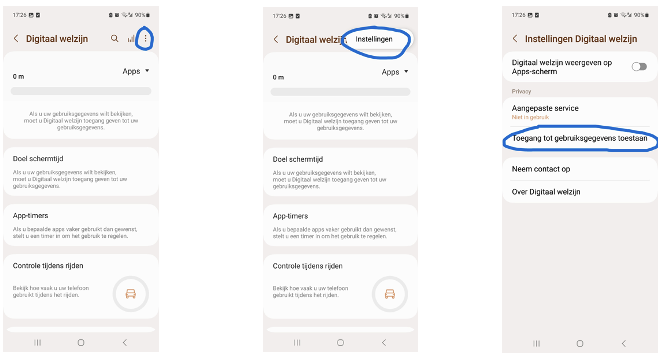 17:26 90%
Digitaal welzijn
0 m
Apps
Als u uw gebruiksgegevens wilt bekijken,
moet u Digitaal welzijn toegang geven tot uw
gebruiksgegevens.
Doel schermtijd
Als u uw gebruiksgegevens wilt bekijken,
moet u Digitaal welzijn toegang geven tot uw
gebruiksgegevens.
App-timers
Als u bepaalde apps vaker gebruikt dan gewenst,
stelt u een timer in om het gebruik te regelen.
Controle tijdens rijden
Bekijk hoe vaak u uw telefoon
gebruikt tijdens het rijden.
17:26 90%
Digitaal welzijn
Instellingen
0 m
Apps
Als u uw gebruiksgegevens wilt bekijken,
moet u Digitaal welzijn toegang geven tot uw
gebruiksgegevens.
Doel schermtijd
Als u uw gebruiksgegevens wilt bekijken,
moet u Digitaal welzijn toegang geven tot uw
gebruiksgegevens.
App-timers
Als u bepaalde apps vaker gebruikt dan gewenst,
stelt u een timer in om het gebruik te regelen.
Controle tijdens rijden
Bekijk hoe vaak u uw telefoon
gebruikt tijdens het rijden.
17:26 90%
Instellingen Digitaal welzijn
Digitaal welzijn weergeven op
Apps-scherm
Privacy
Aangepaste service
Niet in gebruik
Toegang tot gebruiksgegevens toestaan
Neem contact op
Over Digitaal welzijn